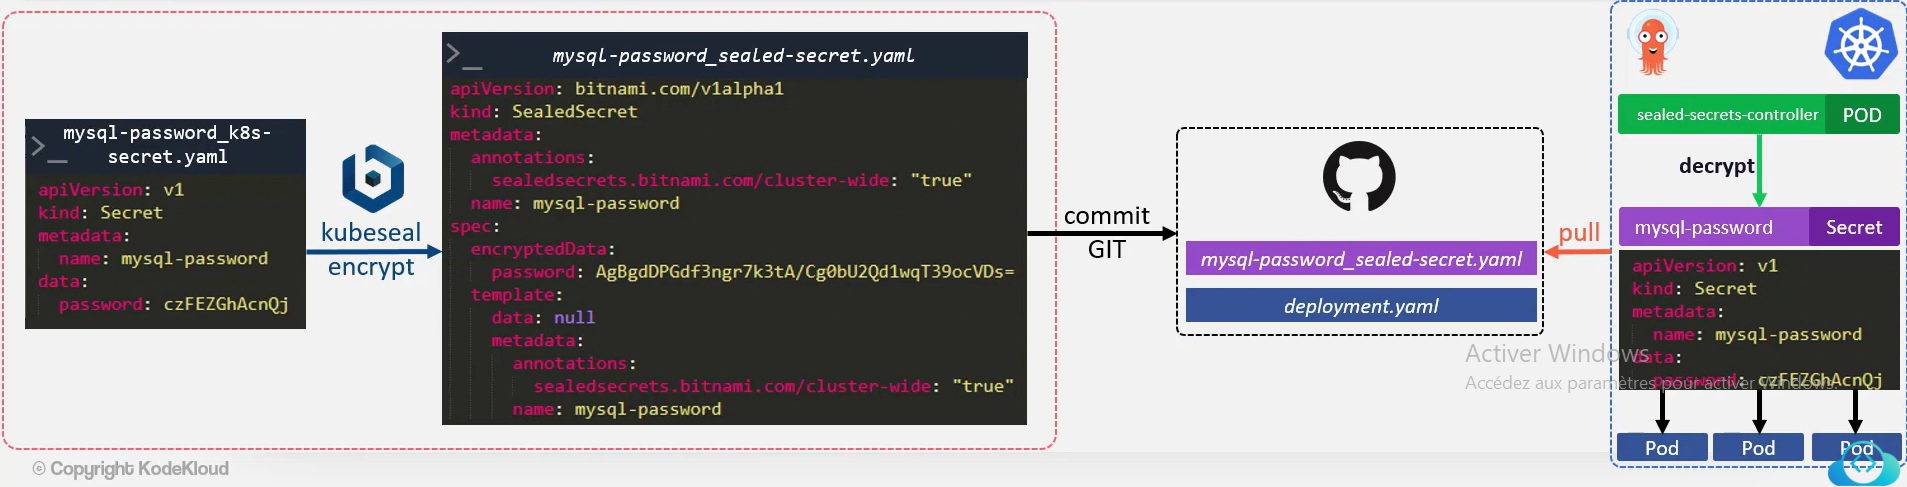 mysql-password_k8s-
secret.yaml
apiVersion: v1
kind: Secret
metadata:
name: mysql-password
data:
password: czFEZGhAcnQj
kubeseal
encrypt
mysql-password_sealed-secret.yaml
apiVersion: bitnami.com/v1alpha1
kind: SealedSecret
metadata:
annotations:
sealedsecrets.bitnami.com/cluster-wide: "true"
name: mysql-password
spec:
encryptedData:
password: AgBgdDPGdf3ngr7k3tA/Cg0bU2Qd1wqT39ocVDs=
template:
data: null
metadata:
annotations:
sealedsecrets.bitnami.com/cluster-wide: "true"
name: mysql-password
commit
GIT
mysql-password_sealed-secret.yaml
deployment.yaml
pull
sealed-secrets-controller POD
decrypt
mysql-password Secret
apiVersion: v1
kind: Secret
metadata:
name: mysql-password
data:
password: czFEZGhAcnQj
Pod Pod Pod
Activer Windows
Accédez aux paramètres pour activer Windows.
© Copyright KodeKloud